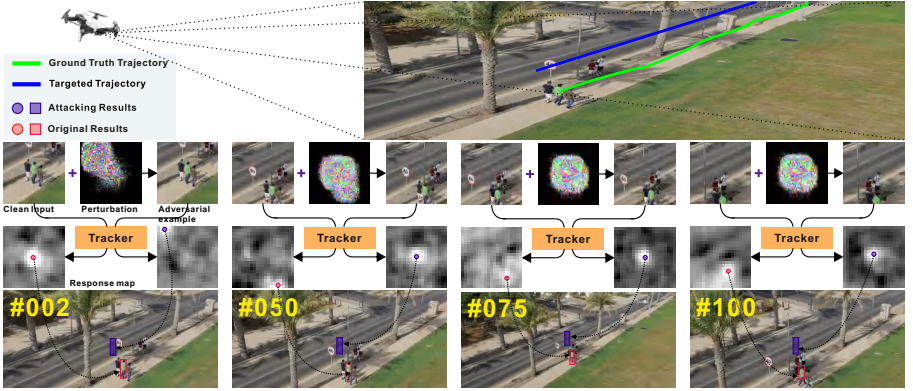 Ground Truth Trajectory
Targeted Trajectory
Attacking Results
Original Results
Clean Input
Perturbation
Adversarial
example
Tracker
Tracker
Tracker
Tracker
Response map
#002
#050
#075
#100